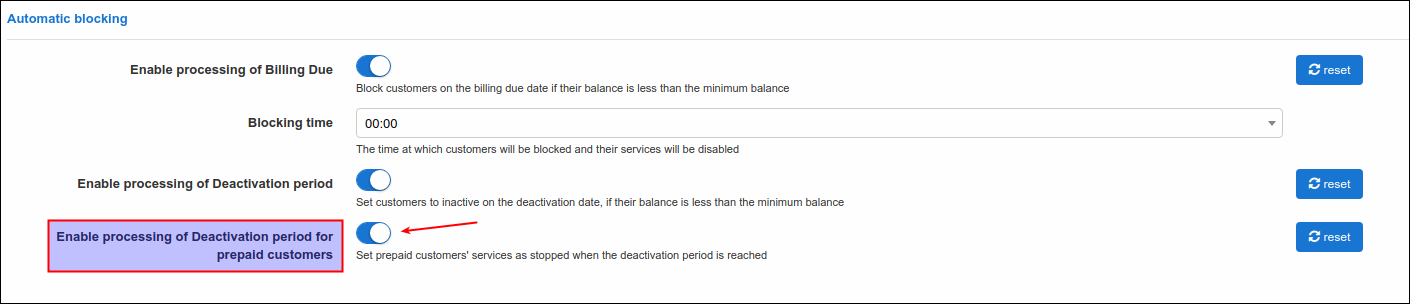 Automatic blocking
Enable processing of Billing Due
reset
Block customers on the billing due date if their balance is less than the minimum balance
Blocking time
00:00
The time at which customers will be blocked and their services will be disabled
Enable processing of Deactivation period
reset
Set customers to inactive on the deactivation date, if their balance is less than the minimum balance
Enable processing of Deactivation period for
prepaid customers
reset
Set prepaid customers' services as stopped when the deactivation period is reached